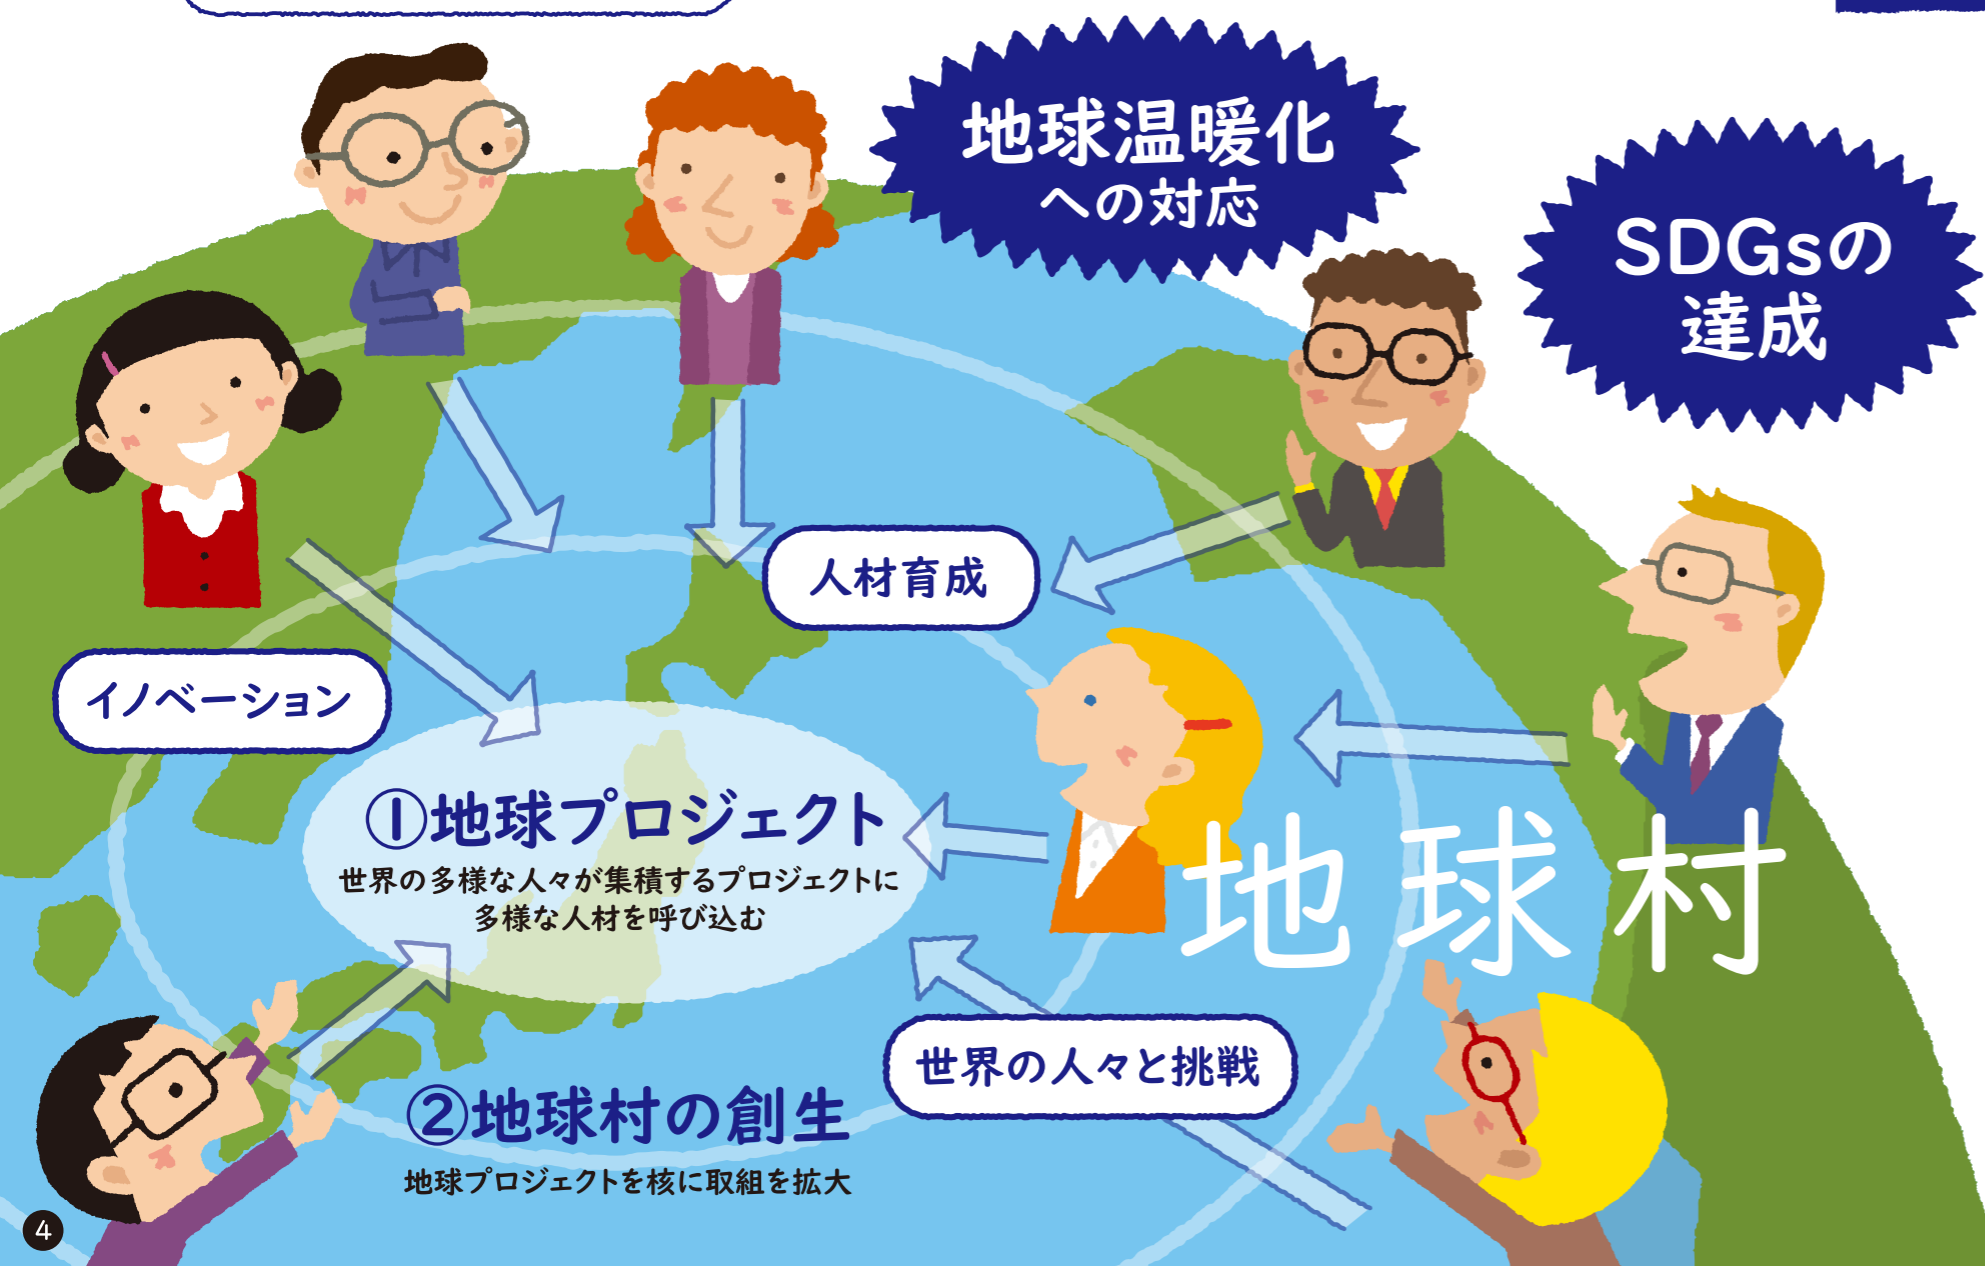 地球温暖化
への対応
SDGsの
達成
人材育成
イノベーション
①地球プロジェクト
世界の多様な人々が集積するプロジェクトに
多様な人材を呼び込む
地球村
世界の人々と挑戦
②地球村の創生
地球プロジェクトを核に取組を拡大
4